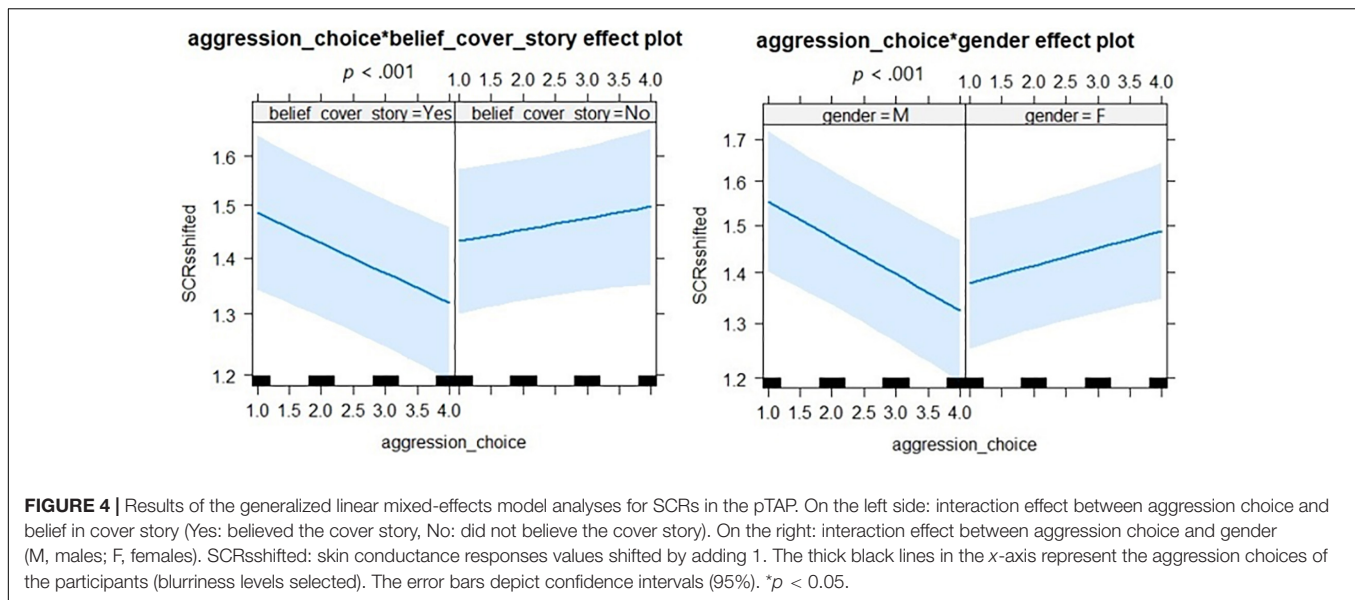 aggression_choice*belief_cover_story effect plot
p < .001
1.0 1.5 2.0 2.5 3.0 3.5 4.0
belief cover story =Yes
belief cover story=No
1.6
1.5
1.4
1.3
1.2
SCRsshifted
1.0 1.5 2.0 2.5 3.0 3.5 4.0
aggression_choice
aggression_choice*gender effect plot
p < .001
1.0 1.5 2.0 2.5 3.0 3.5 4.0
gender = M
gender = F
1.7
1.6
1.5
1.4
1.3
1.2
SCRsshifted
1.0 1.5 2.0 2.5 3.0 3.5 4.0
aggression_choice
FIGURE 4 | Results of the generalized linear mixed-effects model analyses for SCRs in the pTAP. On the left side: interaction effect between aggression choice and
belief in cover story (Yes: believed the cover story, No: did not believe the cover story). On the right: interaction effect between aggression choice and gender
(M, males; F, females). SCRsshifted: skin conductance responses values shifted by adding 1. The thick black lines in the x-axis represent the aggression choices of
the participants (blurriness levels selected). The error bars depict confidence intervals (95%). *p < 0.05.